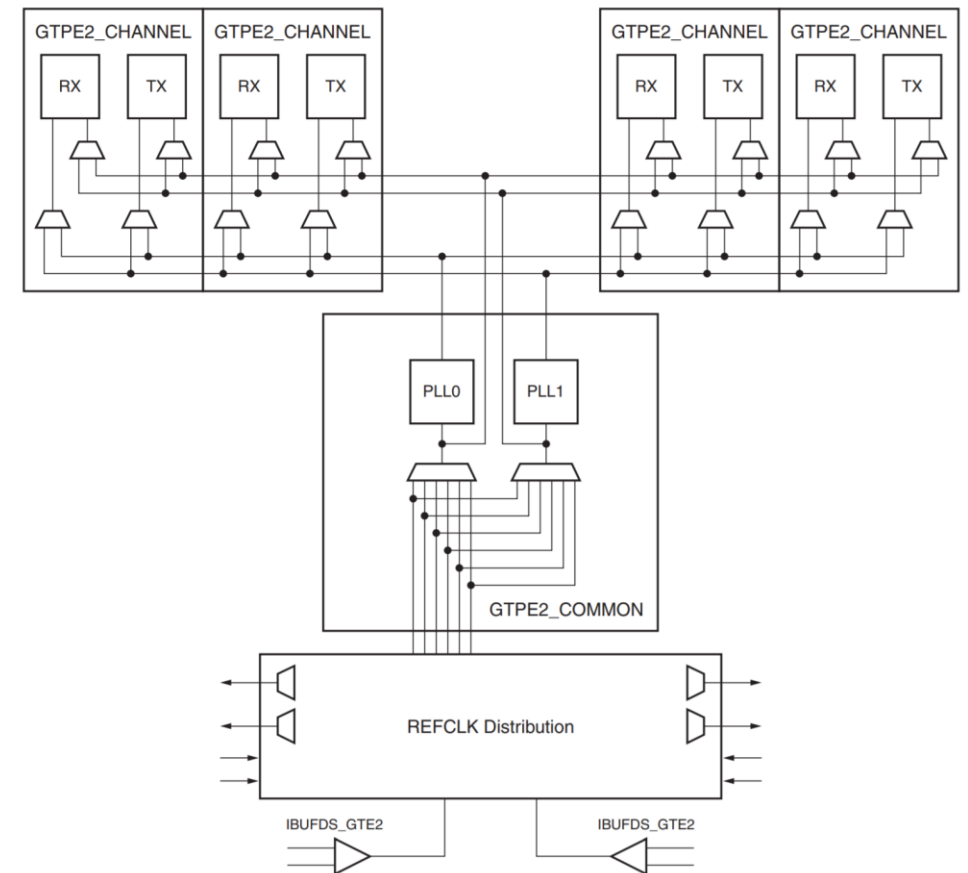 GTPE2_CHANNEL
GTPE2_CHANNEL
GTPE2_CHANNEL
GTPE2_CHANNEL
RX
TX
RX
TX
RX
TX
RX
TX
PLL0
PLL1
GTPE2_COMMON
REFCLK Distribution
IBUFDS_GTE2
IBUFDS_GTE2